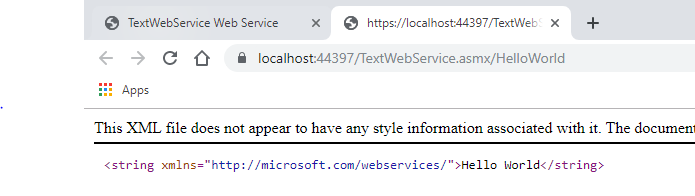 TextWebService Web Service
https://localhost:44397/TextWebS
localhost:44397/TextWebService.asmx/HelloWorld
Apps
This XML file does not appear to have any style information associated with it. The document
<string xmlns="http://microsoft.com/webservices/">Hello World</string>